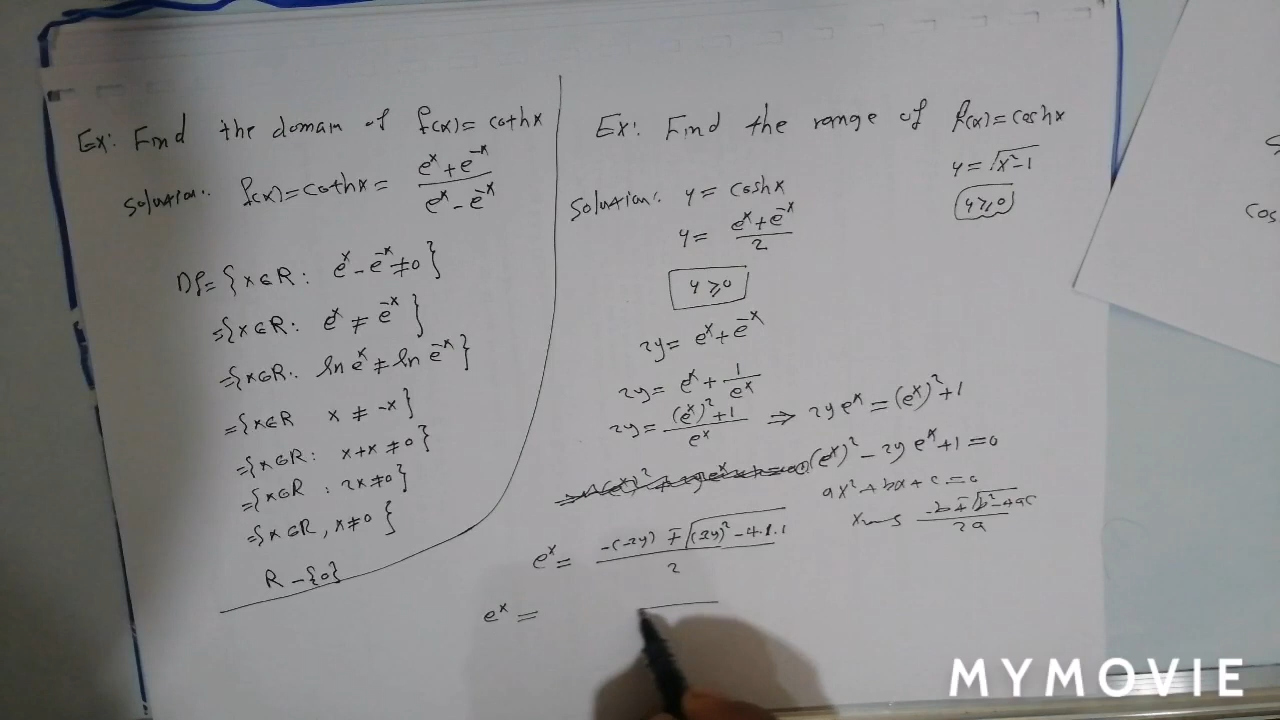 Ex: Find the domain of f(x) = cothx
Solution: f(x) = cothx = (e^x + e^-x) / (e^x - e^-x)
Df = {x∈R : e^x - e^-x ≠ 0}
= {x∈R : e^x ≠ e^-x}
= {x∈R : ln e^x ≠ ln e^-x}
= {x∈R x ≠ -x}
= {x∈R : x+x ≠ 0}
= {x∈R : 2x ≠ 0}
= {x∈R , x ≠ 0}
R - {0}
Ex: Find the range of f(x) = coshx
y = √(x²-1)
y ≥ 0
Solution: y = coshx
y = (e^x + e^-x) / 2
y ≥ 0
2y = e^x + e^-x
2y = e^x + 1/e^x
2y = ((e^x)² + 1) / e^x ⇒ 2y e^x = (e^x)² + 1
(e^x)² - 2y e^x + 1 = 0
ax² + bx + c = 0
(-b ∓ √(b² - 4ac)) / 2a
e^x = (-(-2y) ∓ √((2y)² - 4.1.1)) / 2
e^x =
cos
MYMOVIE